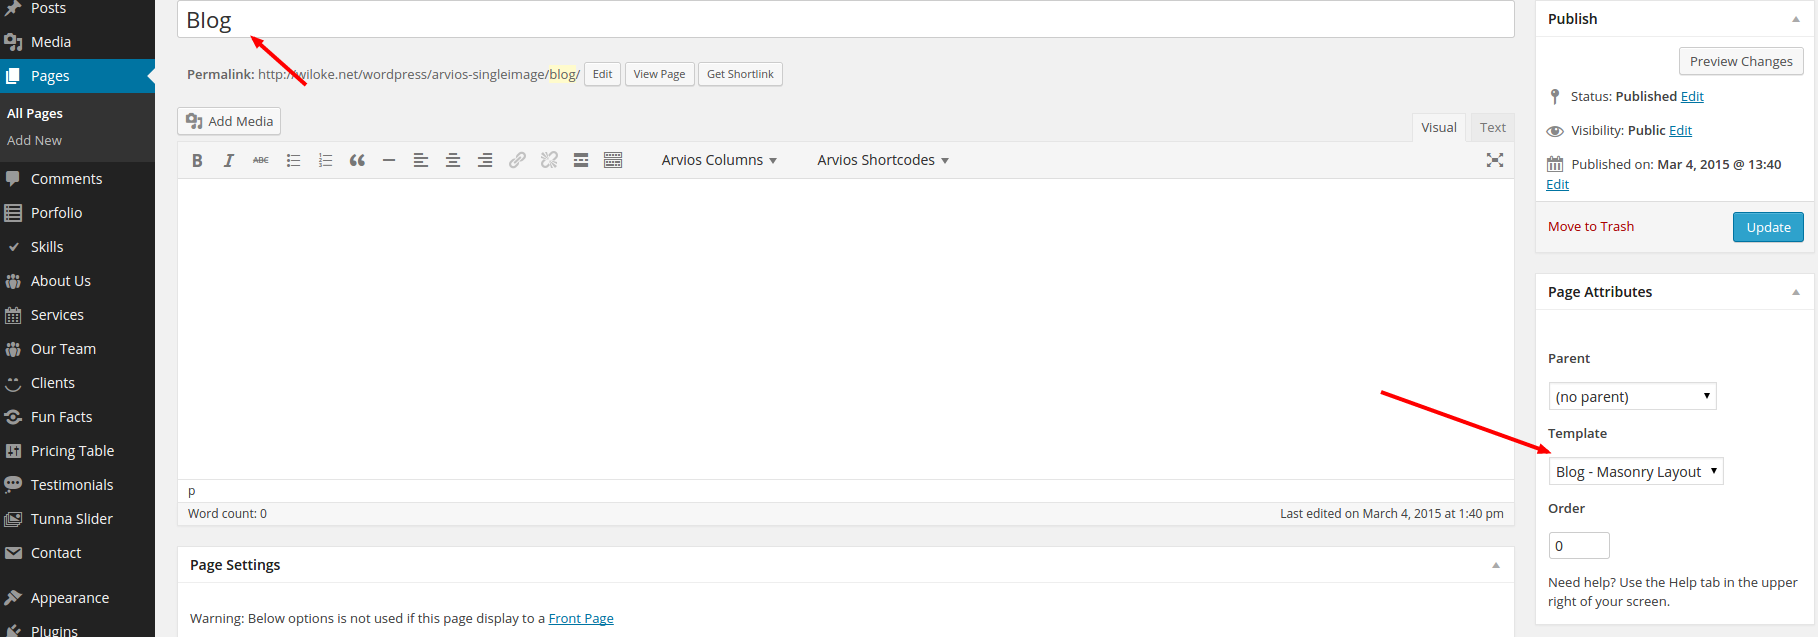 Posts
Media
Pages
All Pages
Add New
Comments
Porfolio
Skills
About Us
Services
Our Team
Clients
Fun Facts
Pricing Table
Testimonials
Tunna Slider
Contact
Appearance
Plugins
Blog
Permalink: http://wiloke.net/wordpress/arvios-singleimage/blog/ Edit View Page Get Shortlink
Add Media
Visual Text
B I ABC Arvios Columns Arvios Shortcodes
p
Word count: 0 Last edited on March 4, 2015 at 1:40 pm
Page Settings
Warning: Below options is not used if this page display to a Front Page
Publish
Preview Changes
Status: Published Edit
Visibility: Public Edit
Published on: Mar 4, 2015 @ 13:40
Edit
Move to Trash Update
Page Attributes
Parent
(no parent)
Template
Blog - Masonry Layout
Order
0
Need help? Use the Help tab in the upper
right of your screen.